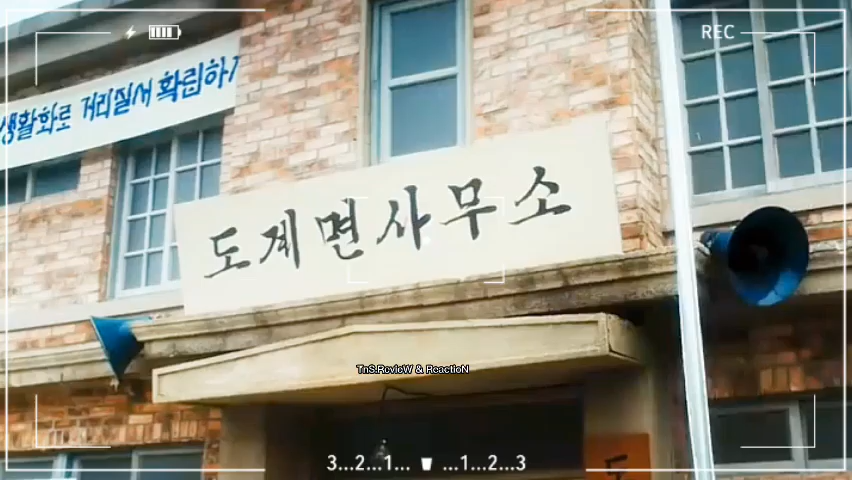 REC
생활화로 거리질서 확립하
도계면사무소
TnS.RevieW & ReactioN
도
3...2...1... ...1...2...3